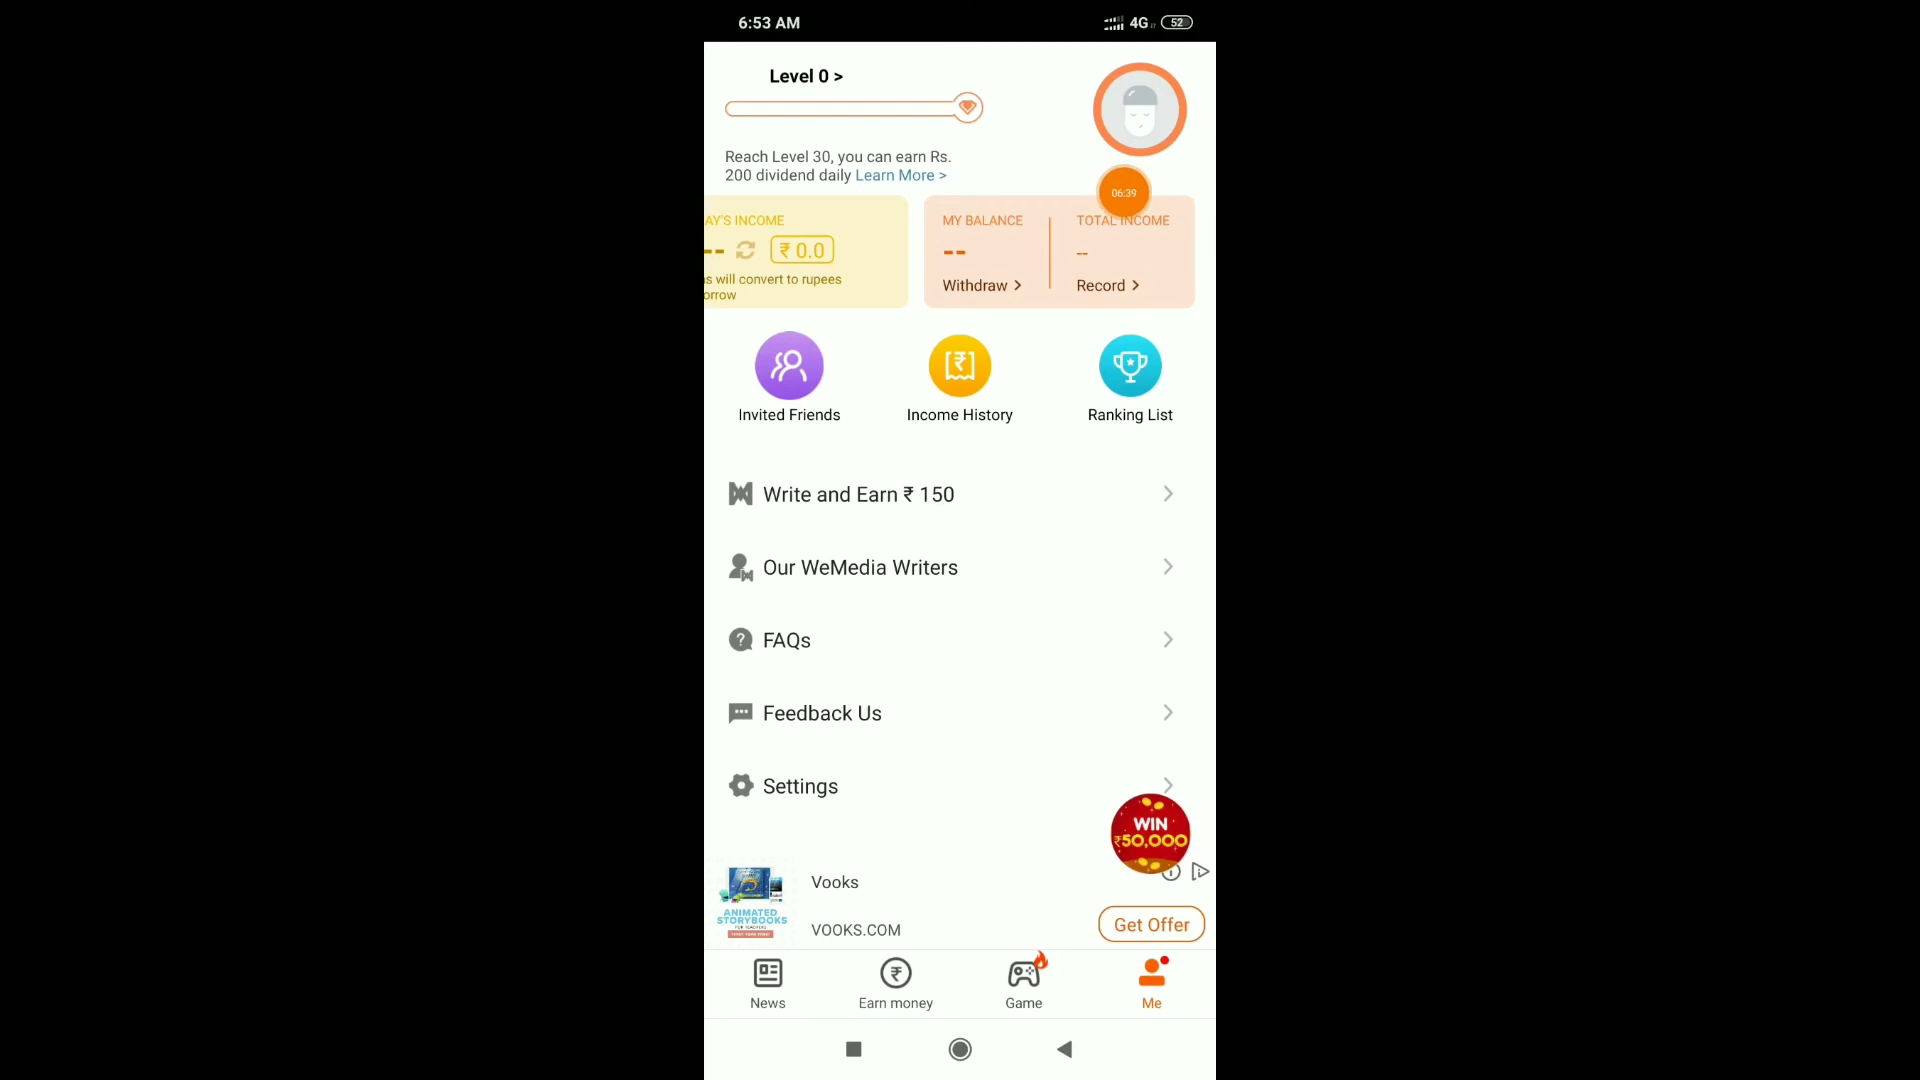 6:53 AM
4G
52
Level 0 >
Reach Level 30, you can earn Rs.
200 dividend daily Learn More >
06:39
AY'S INCOME
--
₹ 0.0
s will convert to rupees
orrow
MY BALANCE
--
Withdraw >
TOTAL INCOME
--
Record >
Invited Friends
Income History
Ranking List
Write and Earn ₹ 150
Our WeMedia Writers
FAQs
Feedback Us
Settings
WIN
₹50,000
Vooks
ANIMATED
STORYBOOKS
FOR TEACHERS
VOOKS.COM
Get Offer
News
Earn money
Game
Me